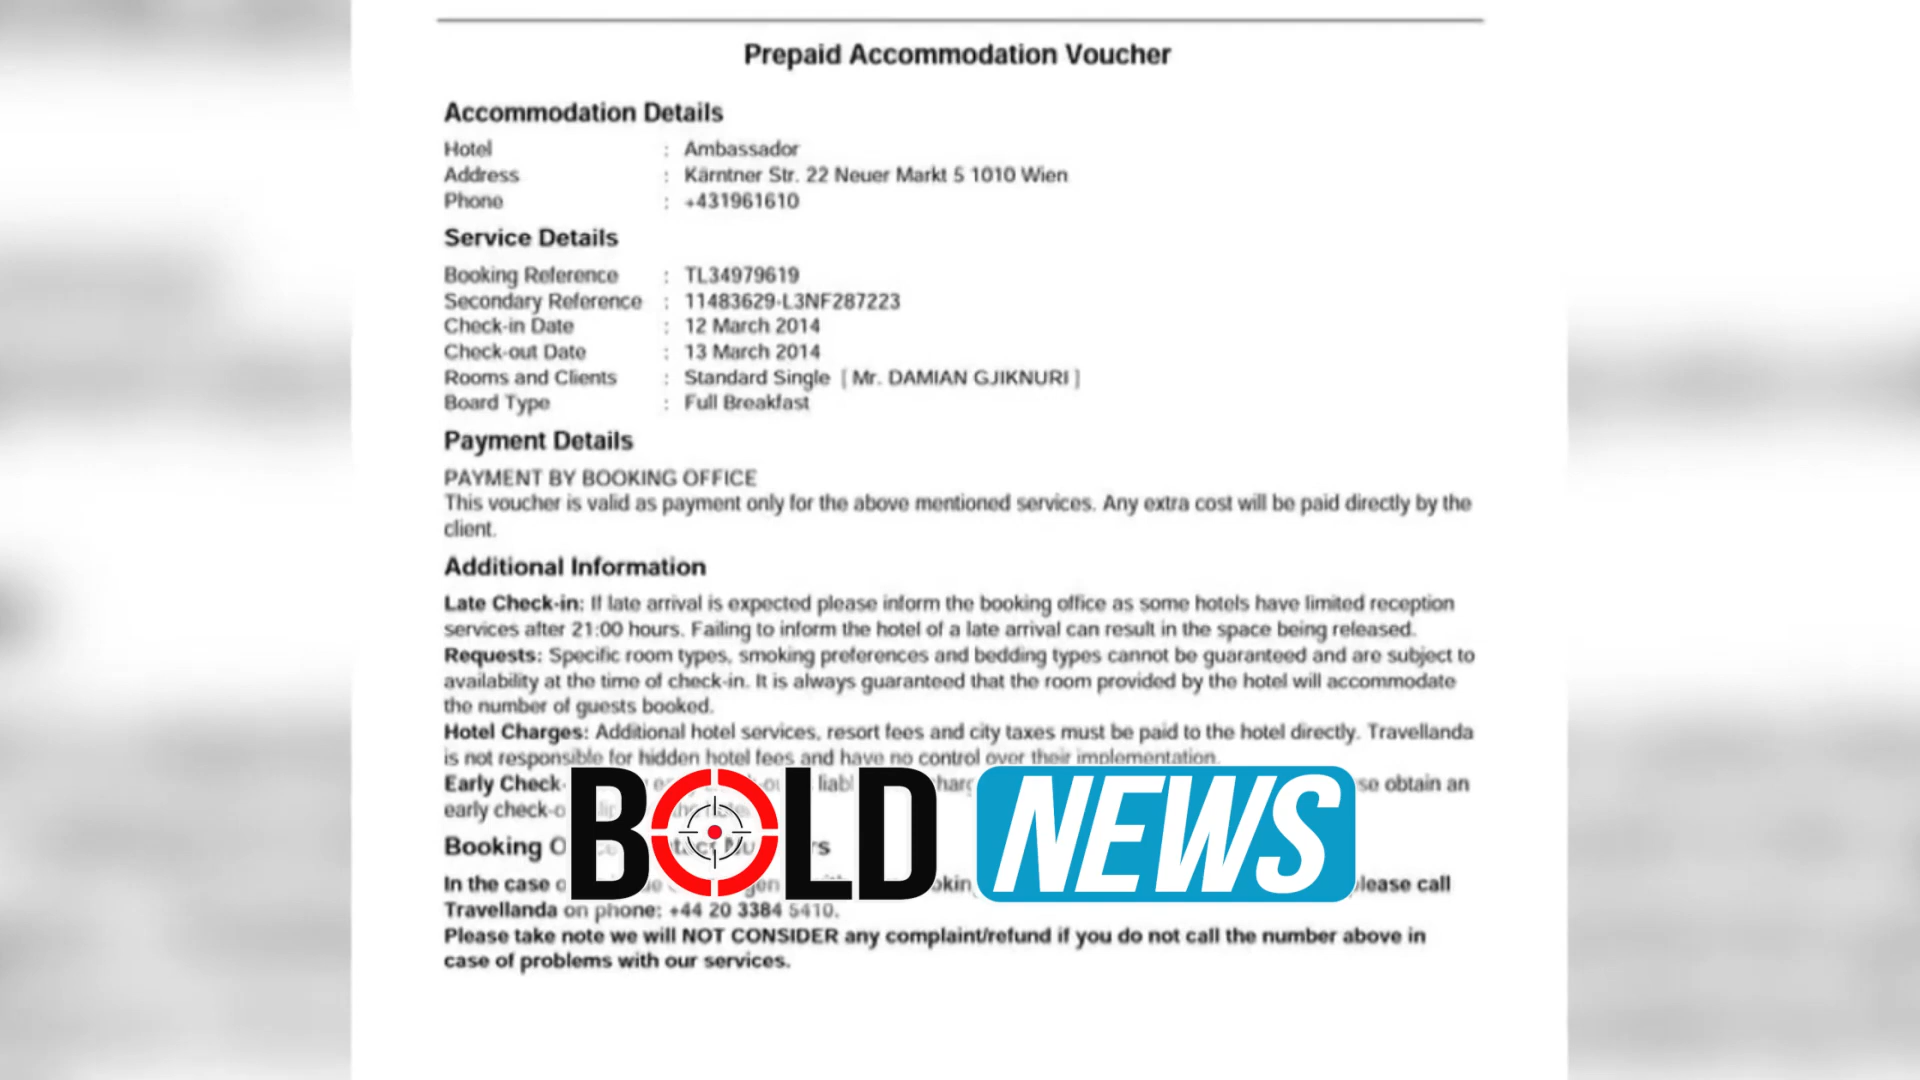 Prepaid Accommodation Voucher
Accommodation Details
Hotel : Ambassador
Address : Kärntner Str. 22 Neuer Markt 5 1010 Wien
Phone : +431961610
Service Details
Booking Reference : TL34979619
Secondary Reference : 11483629-L3NF287223
Check-in Date : 12 March 2014
Check-out Date : 13 March 2014
Rooms and Clients : Standard Single [ Mr. DAMIAN GJIKNURI ]
Board Type : Full Breakfast
Payment Details
PAYMENT BY BOOKING OFFICE
This voucher is valid as payment only for the above mentioned services. Any extra cost will be paid directly by the
client.
Additional Information
Late Check-in: If late arrival is expected please inform the booking office as some hotels have limited reception
services after 21:00 hours. Failing to inform the hotel of a late arrival can result in the space being released.
Requests: Specific room types, smoking preferences and bedding types cannot be guaranteed and are subject to
availability at the time of check-in. It is always guaranteed that the room provided by the hotel will accommodate
the number of guests booked.
Hotel Charges: Additional hotel services, resort fees and city taxes must be paid to the hotel directly. Travellanda
is not responsible for hidden hotel fees and have no control over their implementation.
Early Check- obtain an
early check-o
BOLD NEWS
Booking
In the case please call
Travellanda on phone: +44 20 3384 5410.
Please take note we will NOT CONSIDER any complaint/refund if you do not call the number above in
case of problems with our services.